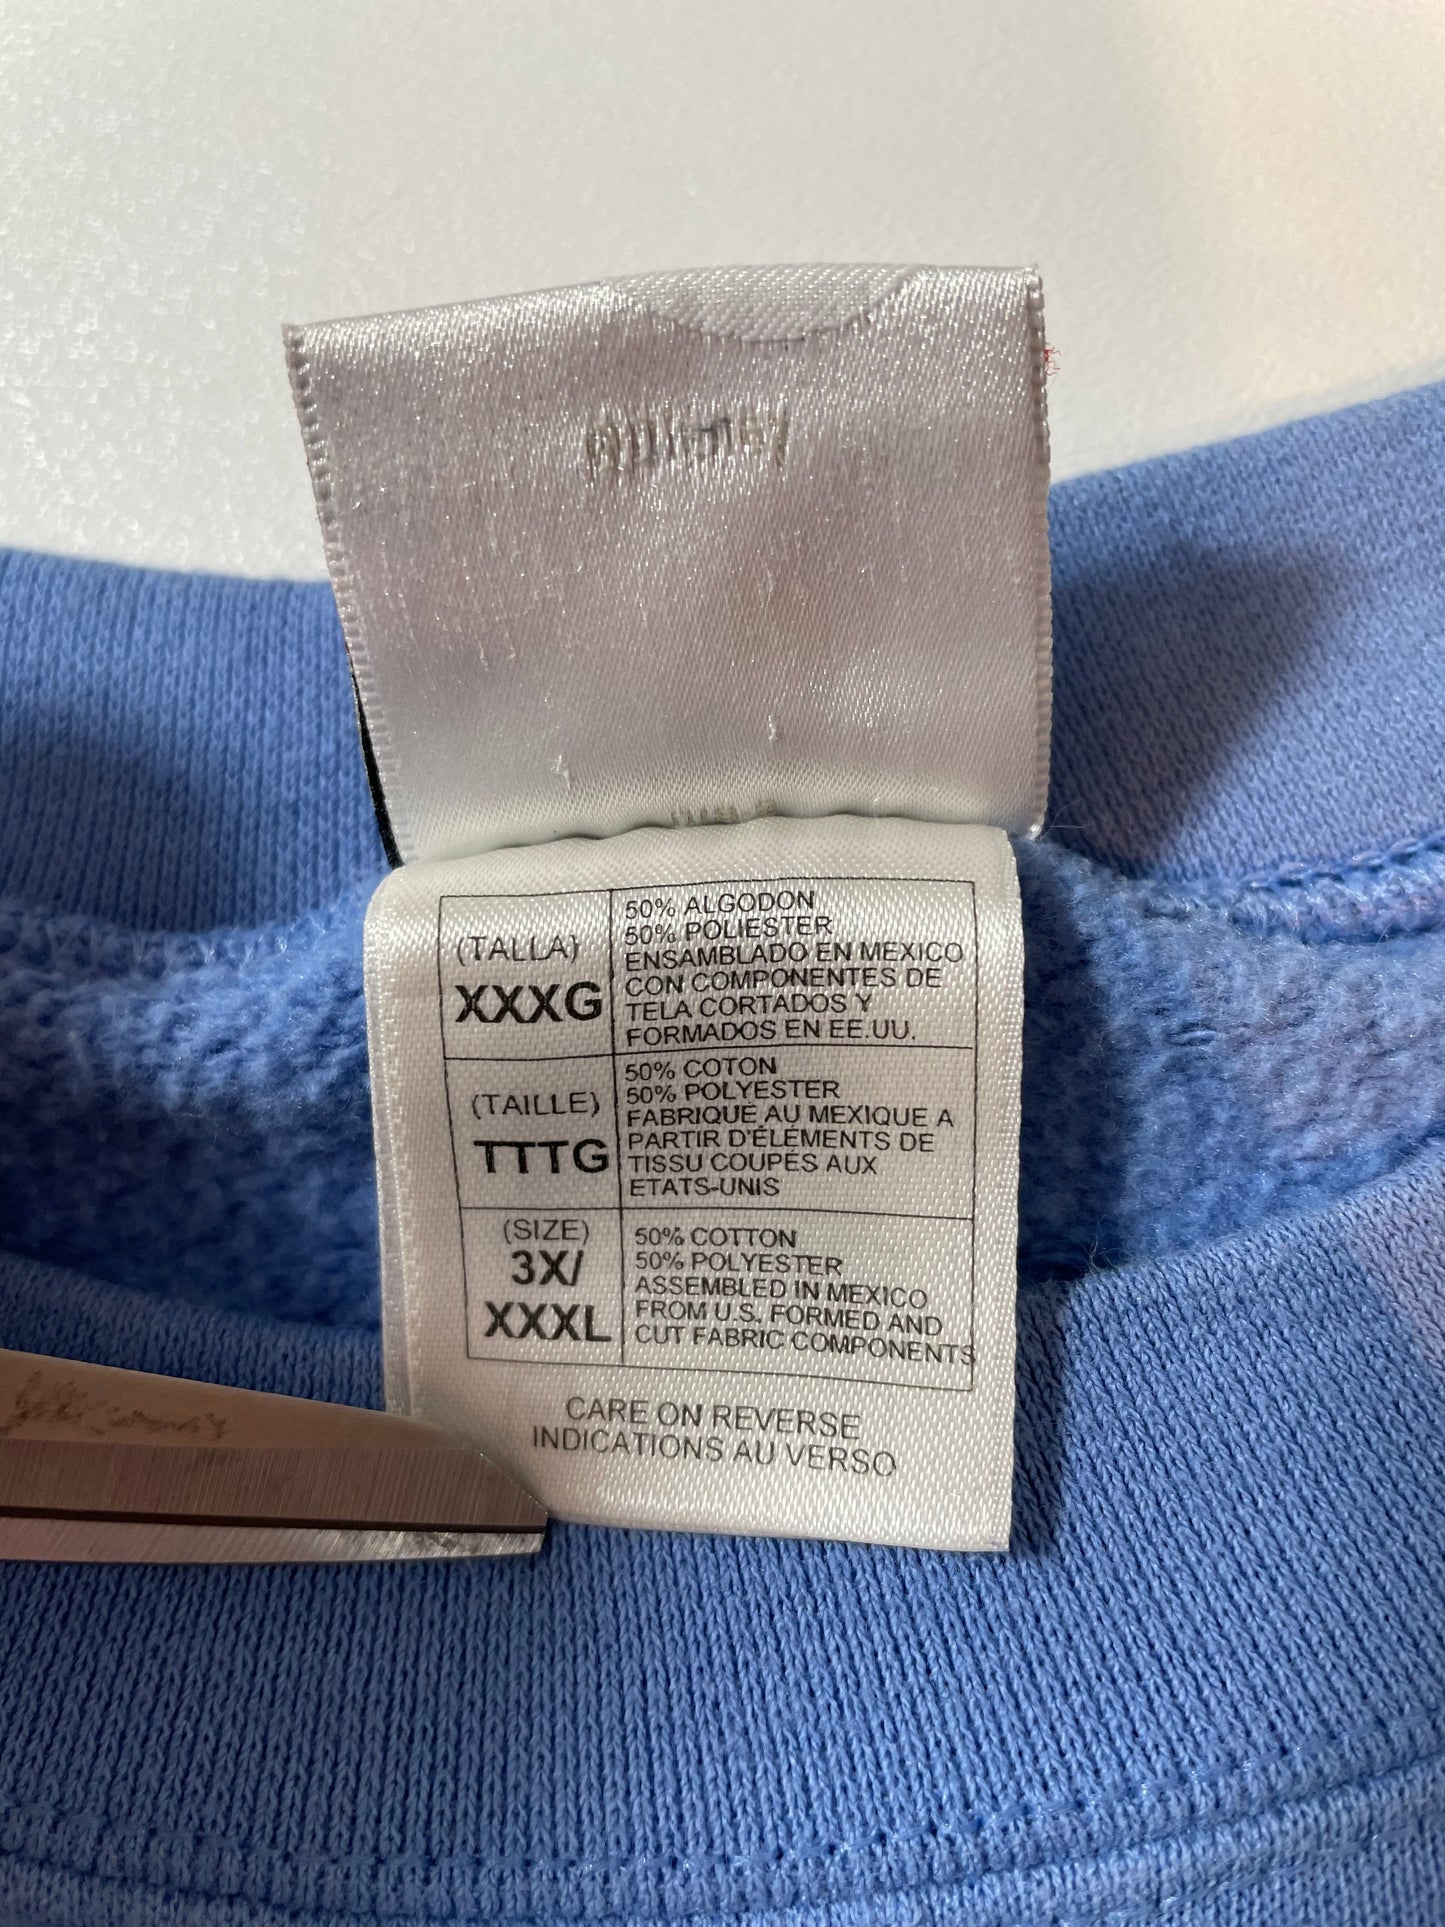 (TALLA)
XXXG
50% ALGODON
50% POLIESTER
ENSAMBLADO EN MEXICO
CON COMPONENTES DE
TELA CORTADOS Y
FORMADOS EN EE.UU.
(TAILLE)
TTTG
50% COTON
50% POLYESTER
FABRIQUÉ AU MEXIQUE A
PARTIR D'ÉLÉMENTS DE
TISSU COUPÉS AUX
ETATS-UNIS
(SIZE)
3X/
XXXL
50% COTTON
50% POLYESTER
ASSEMBLED IN MEXICO
FROM U.S. FORMED AND
CUT FABRIC COMPONENTS
CARE ON REVERSE
INDICATIONS AU VERSO